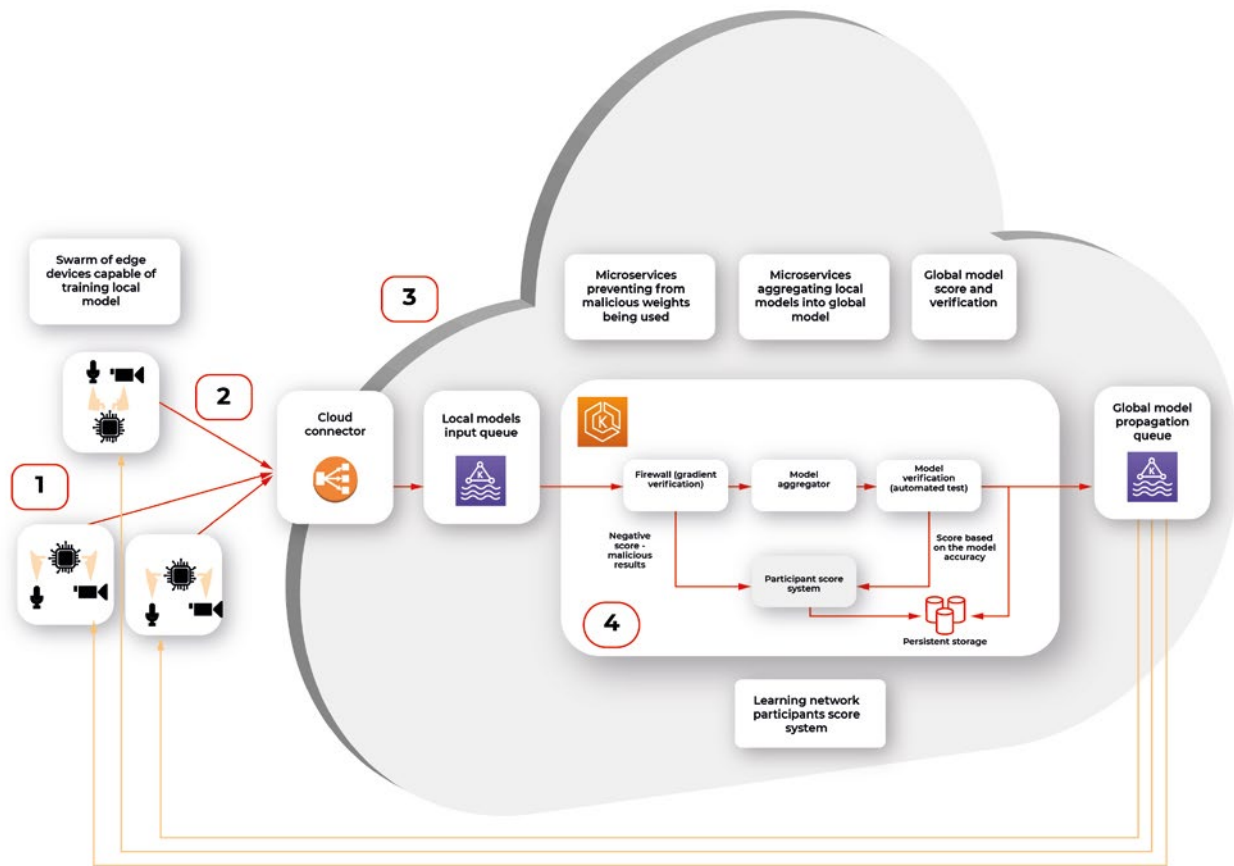 Swarm of edge
devices capable of
training local
model
1
2
3
Cloud
connector
Local models
input queue
Microservices
preventing from
malicious weights
being used
Microservices
aggregating local
models into global
model
Global model
score and
verification
K
Firewall (gradient
verification)
Model
aggregator
Model
verification
(automated test)
Negative
score -
malicious
results
Score based
on the model
accuracy
Participant score
system
4
Persistent storage
Global model
propagation
queue
K
K
Learning network
participants score
system